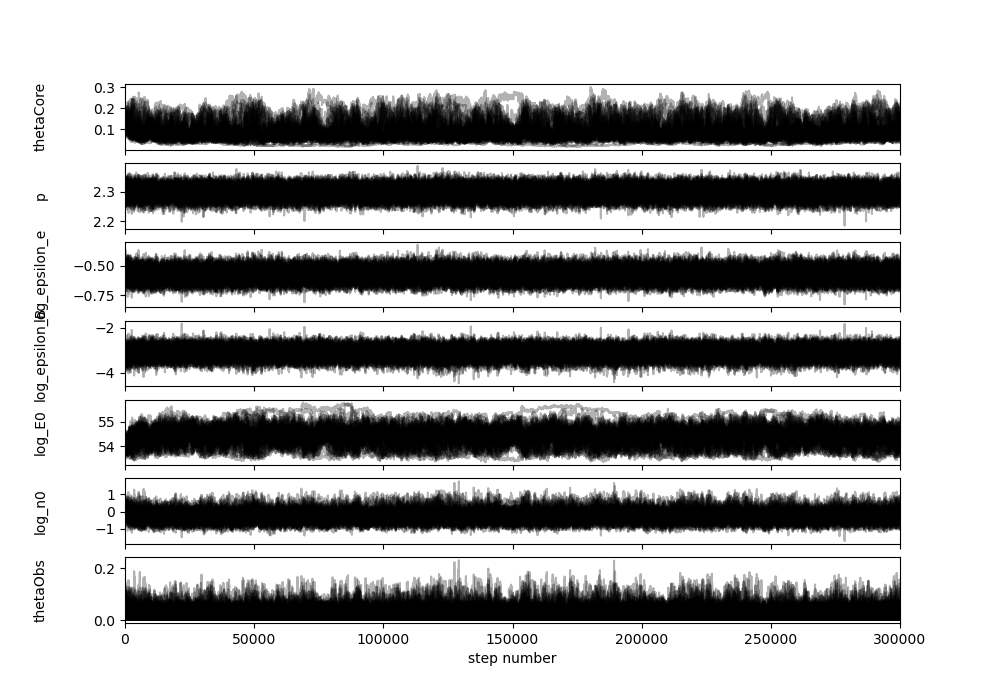 thetaCore
0.3
0.2
0.1
p
2.3
2.2
log_epsilon_e
−0.50
−0.75
log_epsilon_B
−2
−4
log_E0
55
54
log_n0
1
0
−1
thetaObs
0.2
0.0
0 50000 100000 150000 200000 250000 300000
step number